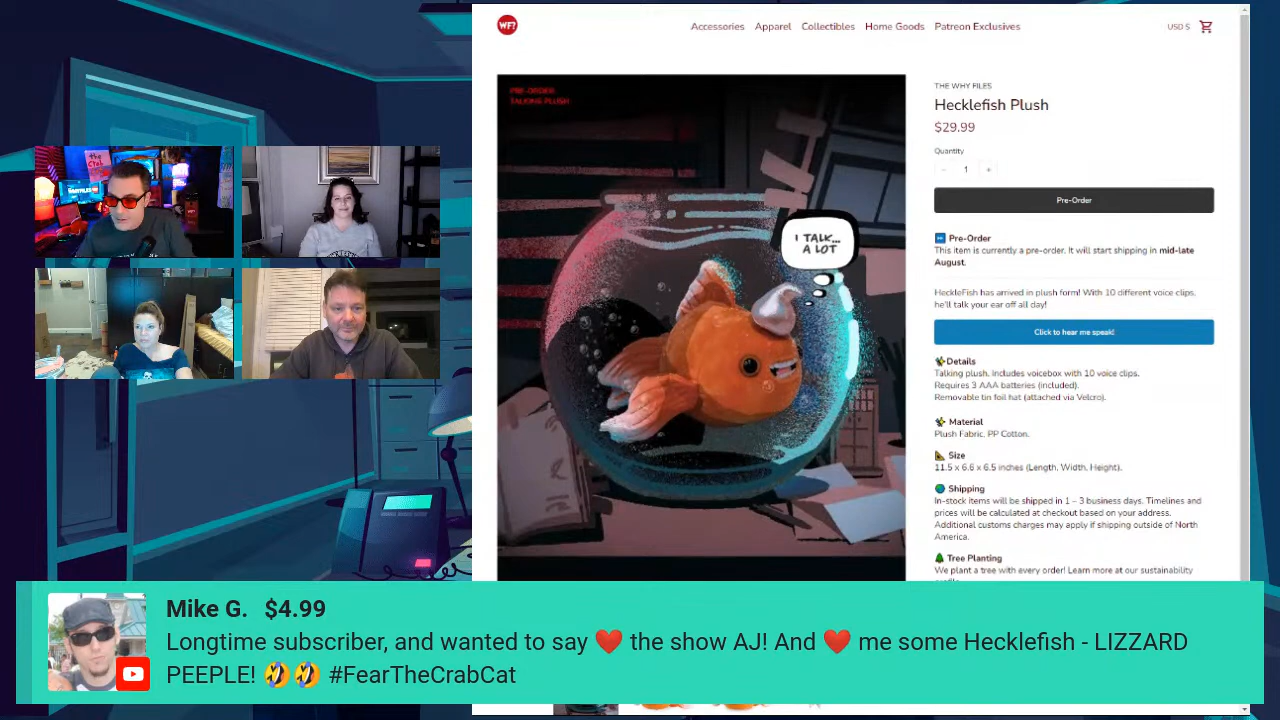 WF?
Accessories Apparel Collectibles Home Goods Patreon Exclusives
USD $
PRE-ORDER
TALKING PLUSH
I TALK...
A LOT
THE WHY FILES
Hecklefish Plush
$29.99
Quantity
− 1 +
Pre-Order
Pre-Order
This item is currently a pre-order. It will start shipping in mid-late
August.
HeckleFish has arrived in plush form! With 10 different voice clips,
he'll talk your ear off all day!
Click to hear me speak!
✨Details
Talking plush. Includes voicebox with 10 voice clips.
Requires 3 AAA batteries (included).
Removable tin foil hat (attached via Velcro).
✨ Material
Plush Fabric. PP Cotton.
📐 Size
11.5 x 6.6 x 6.5 inches (Length, Width, Height).
🌎 Shipping
In-stock items will be shipped in 1 – 3 business days. Timelines and
prices will be calculated at checkout based on your address.
Additional customs charges may apply if shipping outside of North
America.
🌲 Tree Planting
We plant a tree with every order! Learn more at our sustainability
Mike G. $4.99
Longtime subscriber, and wanted to say ❤️ the show AJ! And ❤️ me some Hecklefish - LIZZARD
PEEPLE! 🤣🤣 #FearTheCrabCat